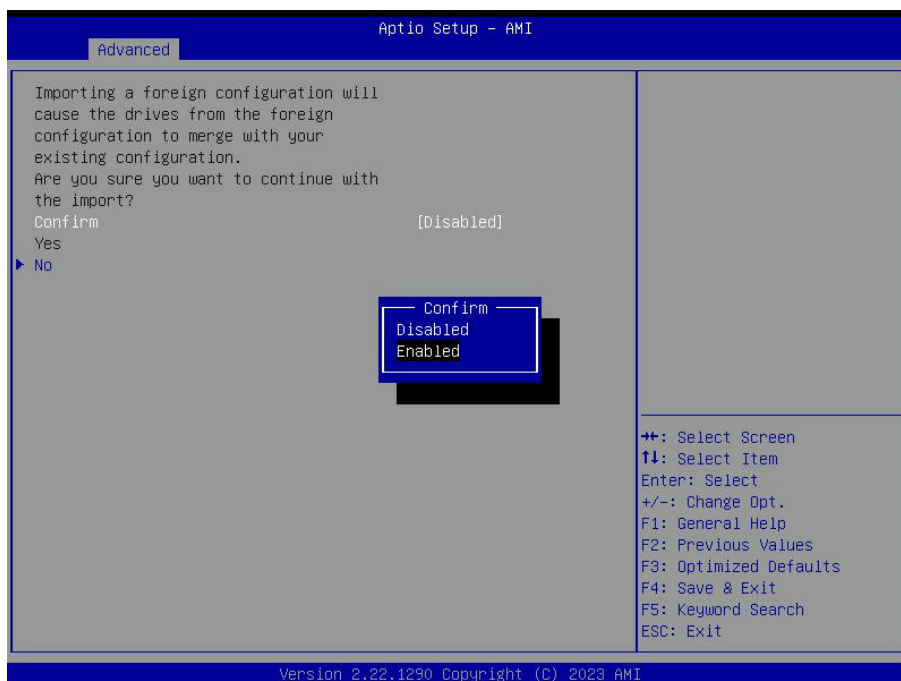 Aptio Setup – AMI
Advanced
Importing a foreign configuration will
cause the drives from the foreign
configuration to merge with your
existing configuration.
Are you sure you want to continue with
the import?
Confirm [Disabled]
Yes
No
Confirm
Disabled
Enabled
→←: Select Screen
↑↓: Select Item
Enter: Select
+/-: Change Opt.
F1: General Help
F2: Previous Values
F3: Optimized Defaults
F4: Save & Exit
F5: Keyword Search
ESC: Exit
Version 2.22.1290 Copyright (C) 2023 AMI